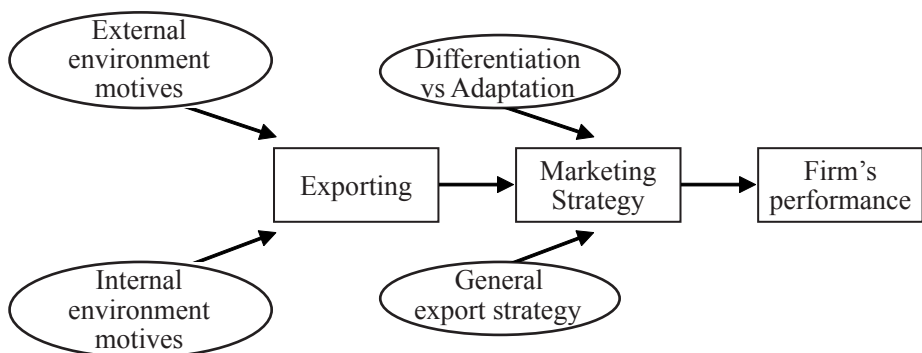 External
environment
motives
Differentiation
vs Adaptation
Exporting
Marketing
Strategy
Firm’s
performance
Internal
environment
motives
General
export strategy